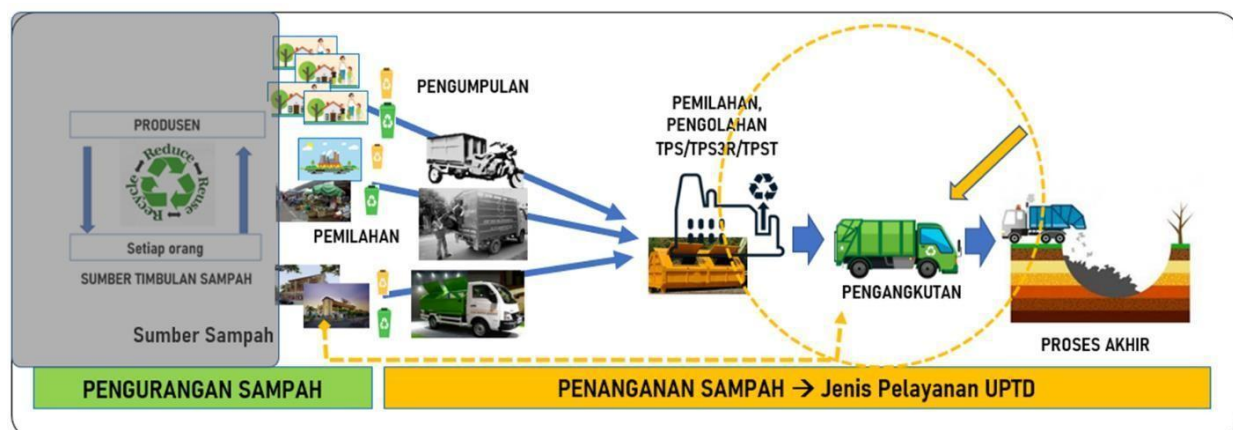 PRODUSEN
Reduce
Reuse
Recycle
Setiap orang
SUMBER TIMBULAN SAMPAH
Sumber Sampah
PEMILAHAN
PENGUMPULAN
PEMILAHAN,
PENGOLAHAN
TPS/TPS3R/TPST
PENGANGKUTAN
PROSES AKHIR
PENGURANGAN SAMPAH
PENANGANAN SAMPAH → Jenis Pelayanan UPTD